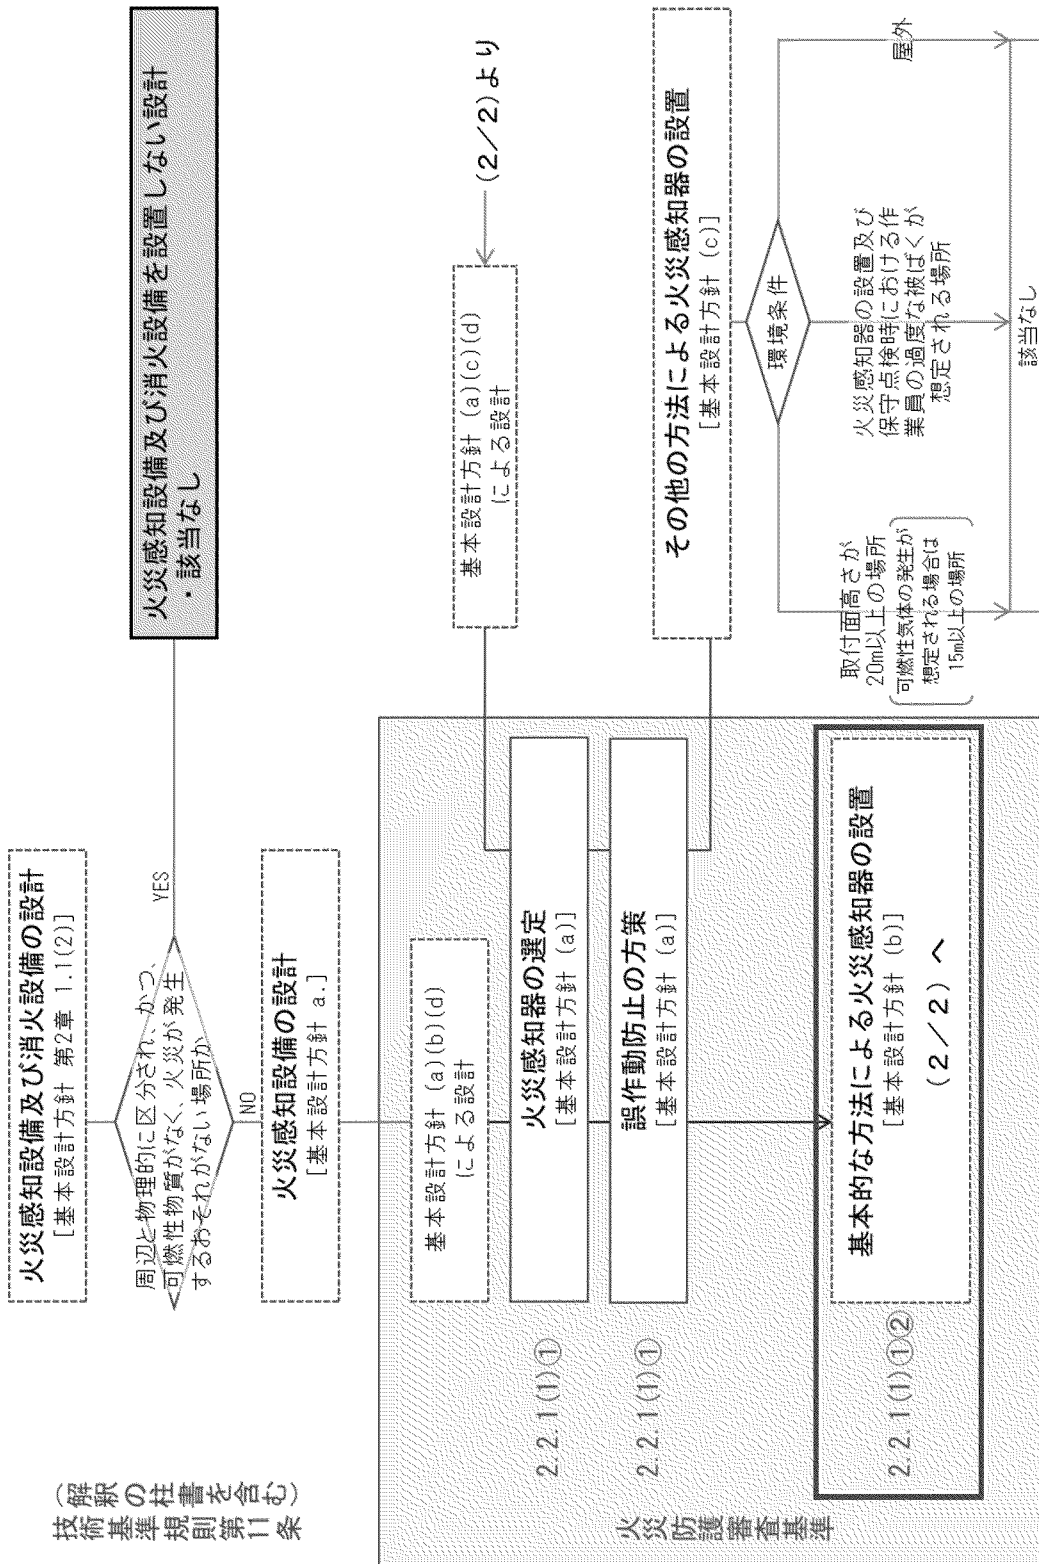 技術基準規則第11条
(解釈の柱書を含む)
火災感知設備及び消火設備の設計
[基本設計方針 第2章 1.1(2)]
周辺と物理的に区分され、かつ、
可燃性物質がなく、火災が発生
するおそれがない場所か
YES
火災感知設備及び消火設備を設置しない設計
・該当なし
NO
火災感知設備の設計
[基本設計方針 a.]
火災防護審査基準
基本設計方針 (a)(b)(d)
による設計
基本設計方針 (a)(c)(d)
による設計
(2/2)より
2.2.1(1)①
火災感知器の選定
[基本設計方針 (a)]
2.2.1(1)①
誤作動防止の方策
[基本設計方針 (a)]
その他の方法による火災感知器の設置
[基本設計方針 (c)]
2.2.1(1)①②
基本的な方法による火災感知器の設置
[基本設計方針 (b)]
(2/2) へ
環境条件
取付面高さが
20m以上の場所
可燃性気体の発生が
想定される場合は
15m以上の場所
火災感知器の設置及び
保守点検時における作
業員の過度な被ばくが
想定される場所
屋外
該当なし